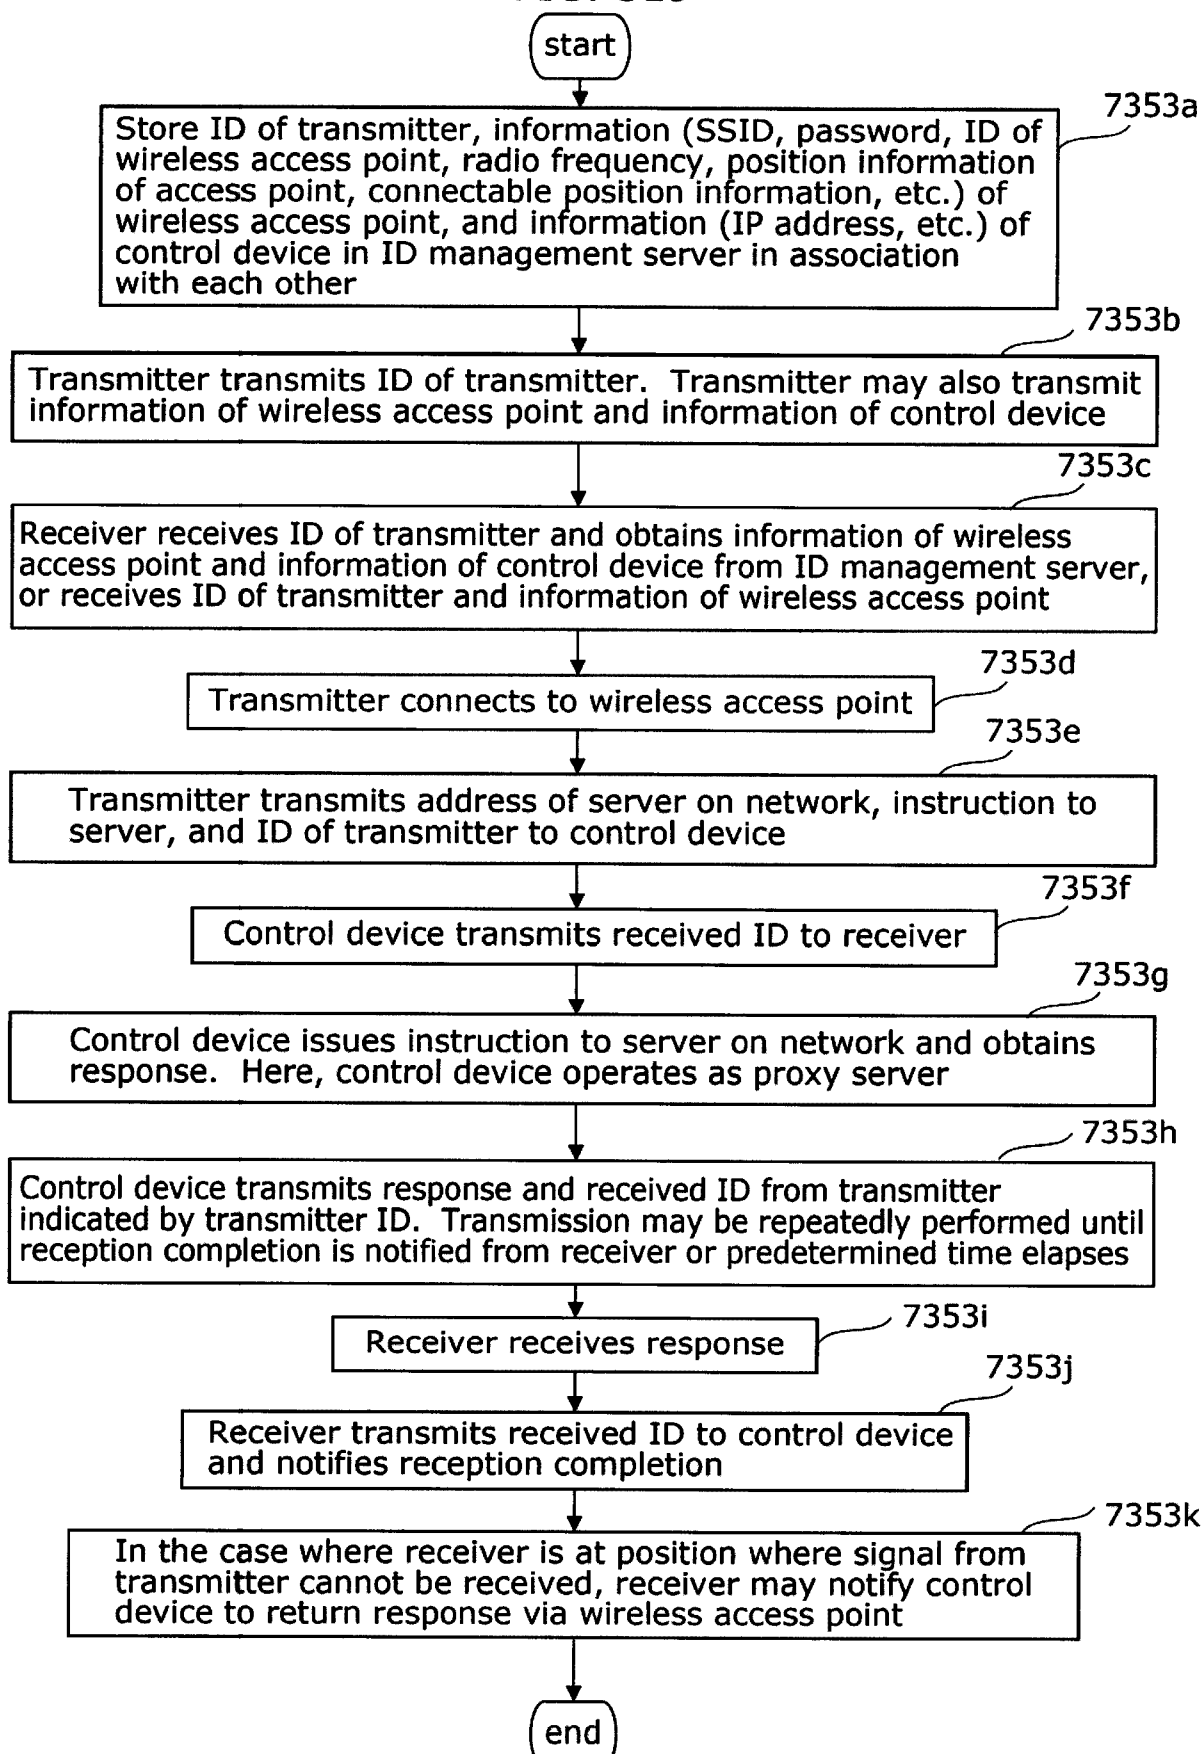 start
7353a
Store ID of transmitter, information (SSID, password, ID of
wireless access point, radio frequency, position information
of access point, connectable position information, etc.) of
wireless access point, and information (IP address, etc.) of
control device in ID management server in association
with each other
7353b
Transmitter transmits ID of transmitter.  Transmitter may also transmit
information of wireless access point and information of control device
7353c
Receiver receives ID of transmitter and obtains information of wireless
access point and information of control device from ID management server,
or receives ID of transmitter and information of wireless access point
7353d
Transmitter connects to wireless access point
7353e
Transmitter transmits address of server on network, instruction to
server, and ID of transmitter to control device
7353f
Control device transmits received ID to receiver
7353g
Control device issues instruction to server on network and obtains
response.  Here, control device operates as proxy server
7353h
Control device transmits response and received ID from transmitter
indicated by transmitter ID.  Transmission may be repeatedly performed until
reception completion is notified from receiver or predetermined time elapses
7353i
Receiver receives response
7353j
Receiver transmits received ID to control device
and notifies reception completion
7353k
In the case where receiver is at position where signal from
transmitter cannot be received, receiver may notify control
device to return response via wireless access point
end